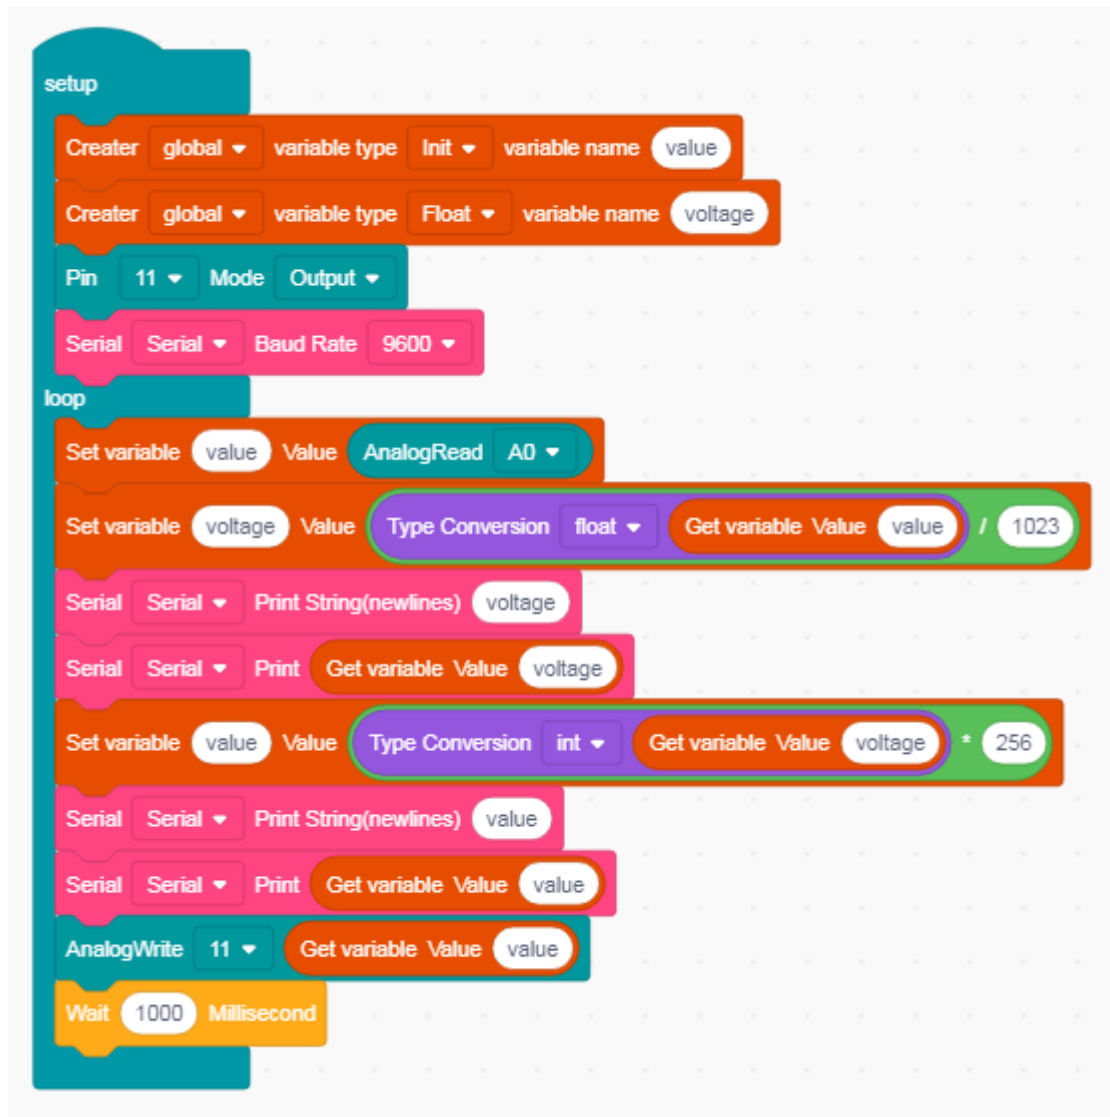 setup
Creater global variable type Init variable name value
Creater global variable type Float variable name voltage
Pin 11 Mode Output
Serial Serial Baud Rate 9600
loop
Set variable value Value AnalogRead A0
Set variable voltage Value Type Conversion float Get variable Value value / 1023
Serial Serial Print String(newlines) voltage
Serial Serial Print Get variable Value voltage
Set variable value Value Type Conversion int Get variable Value voltage * 256
Serial Serial Print String(newlines) value
Serial Serial Print Get variable Value value
AnalogWrite 11 Get variable Value value
Wait 1000 Millisecond